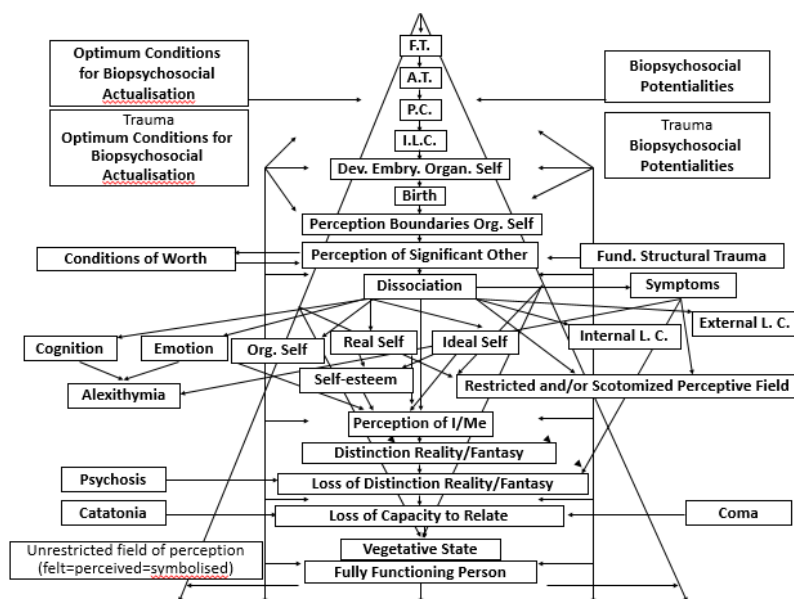 F.T.
Optimum Conditions
for Biopsychosocial
Actualisation
A.T.
Biopsychosocial
Potentialities
P.C.
Trauma
Optimum Conditions for
Biopsychosocial
Actualisation
I.L.C.
Trauma
Biopsychosocial
Potentialities
Dev. Embry. Organ. Self
Birth
Perception Boundaries Org. Self
Conditions of Worth
Perception of Significant Other
Fund. Structural Trauma
Dissociation
Symptoms
External L. C.
Cognition
Emotion
Org. Self
Real Self
Ideal Self
Internal L. C.
Self-esteem
Alexithymia
Restricted and/or Scotomized Perceptive Field
Perception of I/Me
Distinction Reality/Fantasy
Psychosis
Loss of Distinction Reality/Fantasy
Catatonia
Loss of Capacity to Relate
Coma
Unrestricted field of perception
(felt=perceived=symbolised)
Vegetative State
Fully Functioning Person